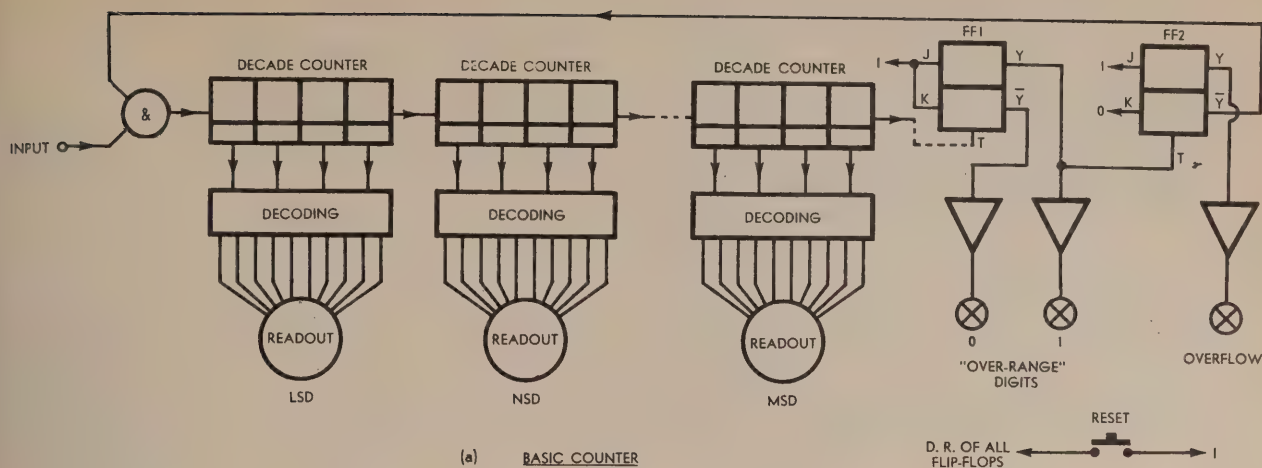 FF1
FF2
DECADE COUNTER
DECADE COUNTER
DECADE COUNTER
I
J
Y
K
Y̅
T
I
J
Y
0
K
Y̅
T
&
INPUT
DECODING
DECODING
DECODING
READOUT
READOUT
READOUT
LSD
NSD
MSD
0
I
"OVER-RANGE"
DIGITS
OVERFLOW
RESET
D. R. OF ALL
FLIP-FLOPS
I
(a) BASIC COUNTER